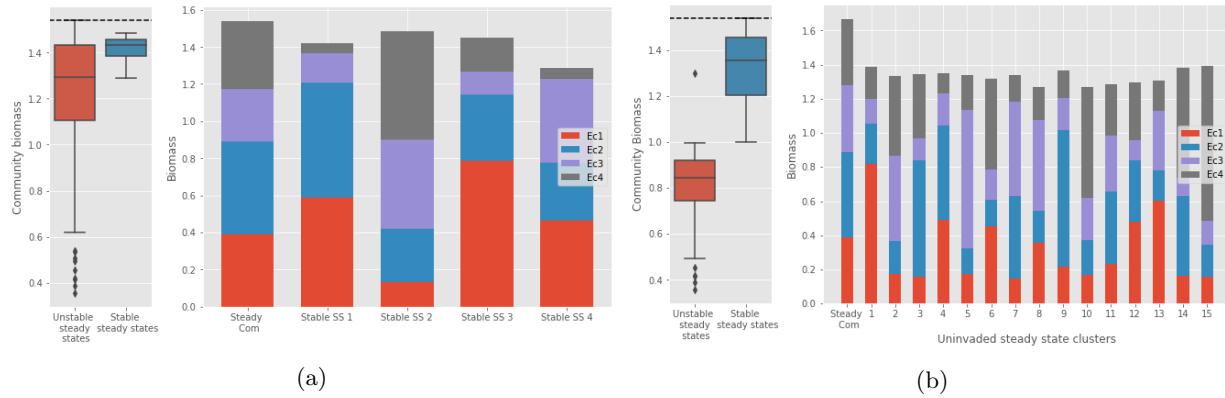 Community biomass
1.4
1.2
1.0
0.8
0.6
0.4
Unstable
steady
states
Stable
steady states
Biomass
1.6
1.4
1.2
1.0
0.8
0.6
0.4
0.2
0.0
Steady
Com
Stable SS 1
Stable SS 2
Stable SS 3
Stable SS 4
Ec1
Ec2
Ec3
Ec4
(a)
Community Biomass
1.4
1.2
1.0
0.8
0.6
0.4
Unstable
steady
states
Stable
steady states
Biomass
1.6
1.4
1.2
1.0
0.8
0.6
0.4
0.2
0.0
Steady
Com
1 2 3 4 5 6 7 8 9 10 11 12 13 14 15
Uninvaded steady state clusters
Ec1
Ec2
Ec3
Ec4
(b)